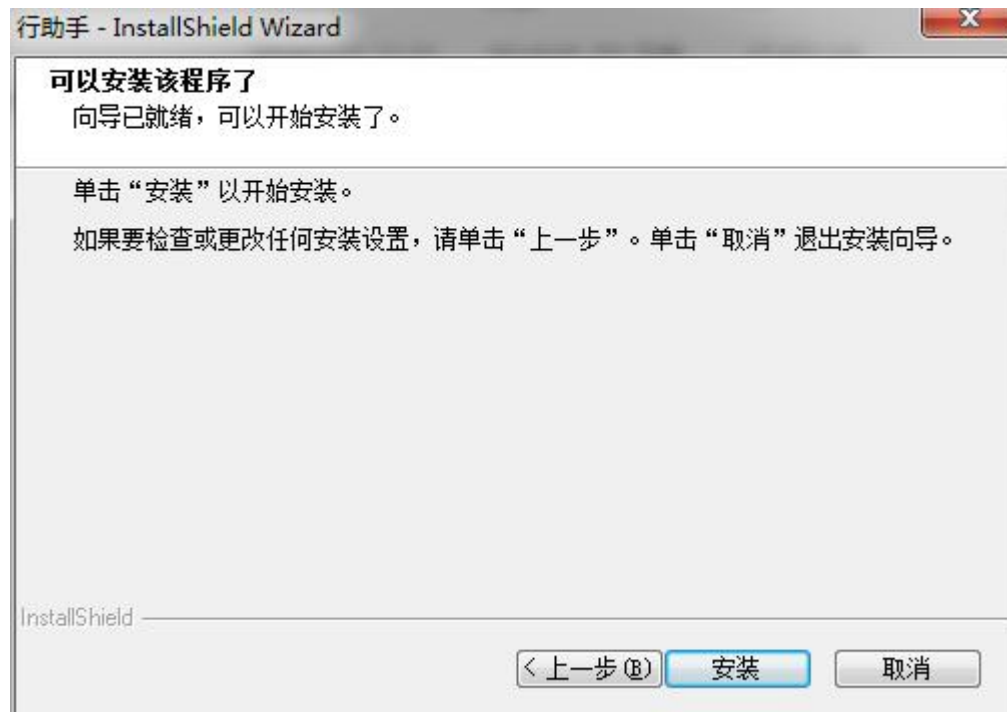 行助手 - InstallShield Wizard
可以安装该程序了
向导已就绪，可以开始安装了。
单击“安装”以开始安装。
如果要检查或更改任何安装设置，请单击“上一步”。单击“取消”退出安装向导。
InstallShield
< 上一步(B) 安装 取消